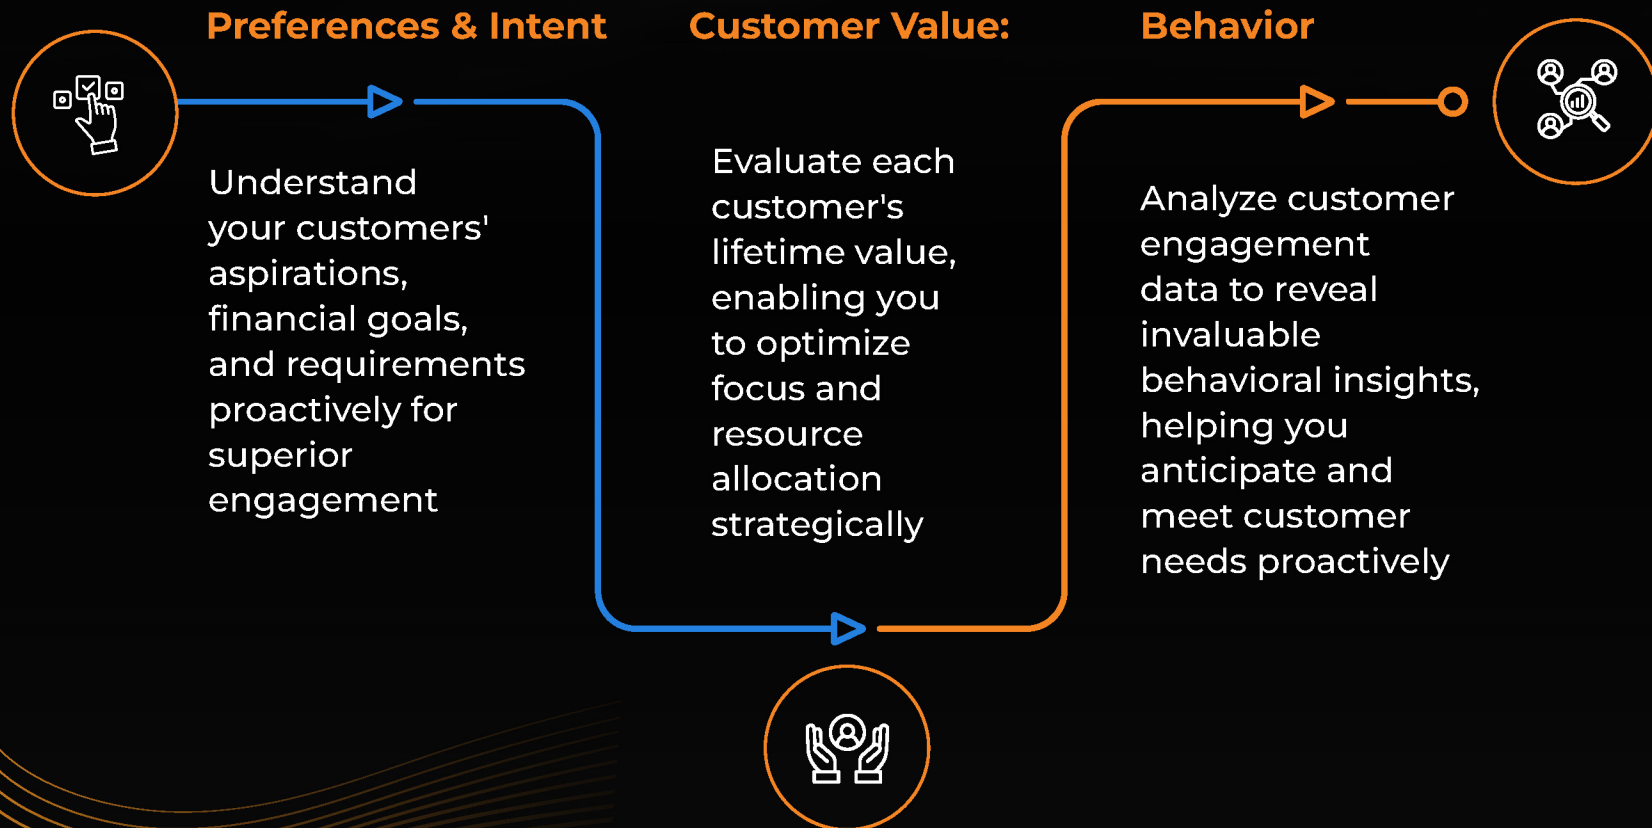 Preferences & Intent
Understand
your customers'
aspirations,
financial goals,
and requirements
proactively for
superior
engagement
Customer Value:
Evaluate each
customer's
lifetime value,
enabling you
to optimize
focus and
resource
allocation
strategically
Behavior
Analyze customer
engagement
data to reveal
invaluable
behavioral insights,
helping you
anticipate and
meet customer
needs proactively